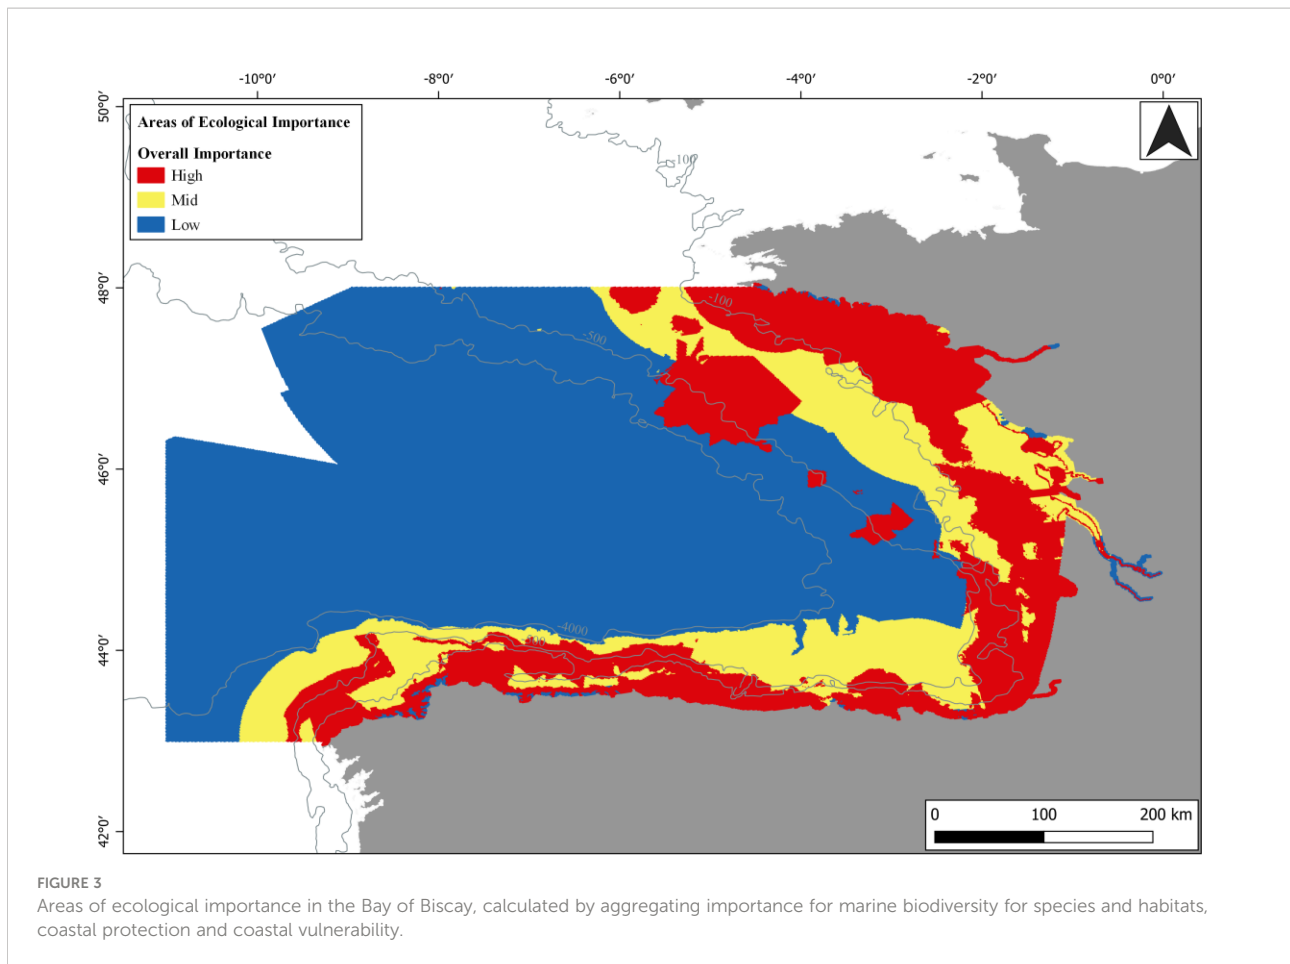 -10°0′ -8°0′ -6°0′ -4°0′ -2°0′ 0°0′
50°0′
48°0′
46°0′
44°0′
42°0′
Areas of Ecological Importance
Overall Importance
High
Mid
Low
-100
-100
-500
-4000
0 100 200 km
FIGURE 3
Areas of ecological importance in the Bay of Biscay, calculated by aggregating importance for marine biodiversity for species and habitats,
coastal protection and coastal vulnerability.